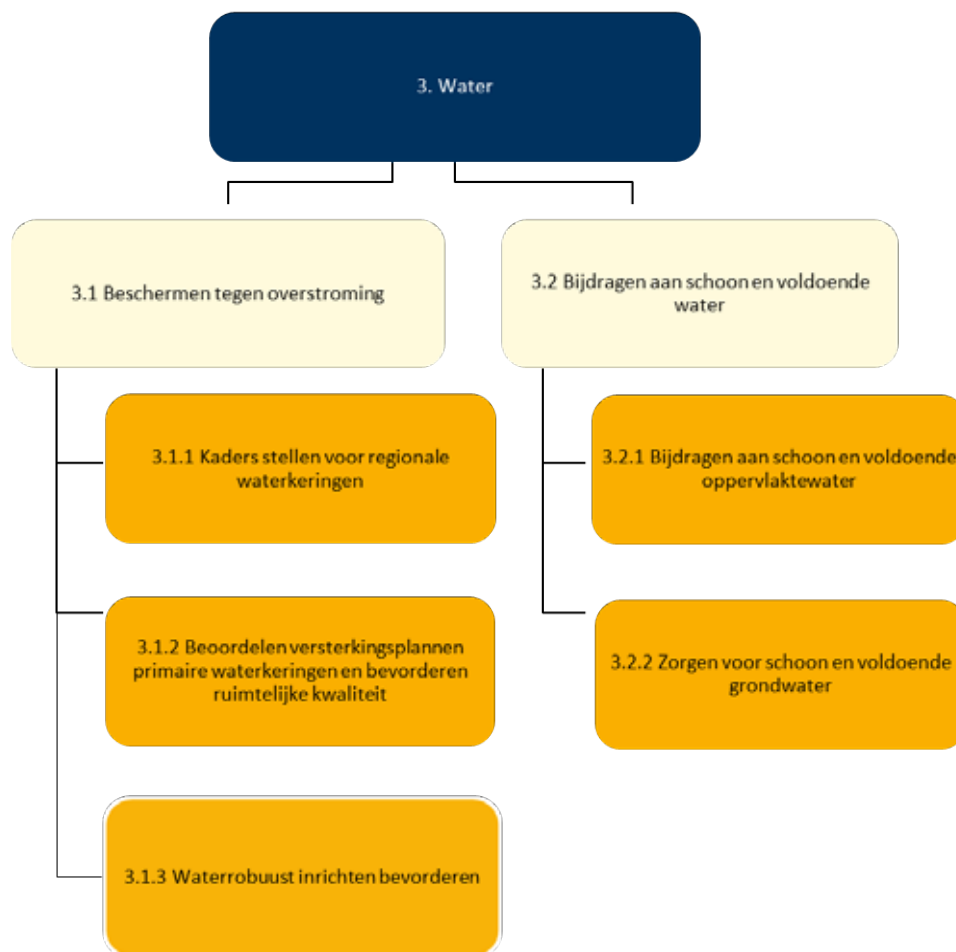 3. Water
3.1 Beschermen tegen overstroming
3.2 Bijdragen aan schoon en voldoende
water
3.1.1 Kaders stellen voor regionale
waterkeringen
3.1.2 Beoordelen versterkingsplannen
primaire waterkeringen en bevorderen
ruimtelijke kwaliteit
3.1.3 Waterrobuust inrichten bevorderen
3.2.1 Bijdragen aan schoon en voldoende
oppervlaktewater
3.2.2 Zorgen voor schoon en voldoende
grondwater